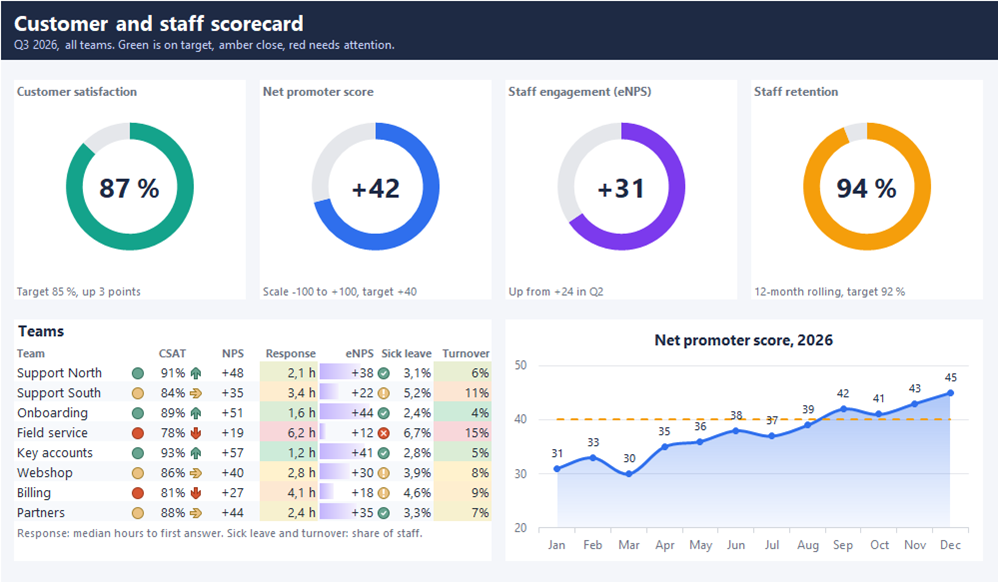 Customer and staff scorecard
Q3 2026, all teams. Green is on target, amber close, red needs attention.
Customer satisfaction
87 %
Target 85 %, up 3 points
Net promoter score
+42
Scale -100 to +100, target +40
Staff engagement (eNPS)
+31
Up from +24 in Q2
Staff retention
94 %
12-month rolling, target 92 %
Teams
Team CSAT NPS Response eNPS Sick leave Turnover
Support North 91% +48 2,1 h +38 3,1% 6%
Support South 84% +35 3,4 h +22 5,2% 11%
Onboarding 89% +51 1,6 h +44 2,4% 4%
Field service 78% +19 6,2 h +12 6,7% 15%
Key accounts 93% +57 1,2 h +41 2,8% 5%
Webshop 86% +40 2,8 h +30 3,9% 8%
Billing 81% +27 4,1 h +18 4,6% 9%
Partners 88% +44 2,4 h +35 3,3% 7%
Response: median hours to first answer. Sick leave and turnover: share of staff.
Net promoter score, 2026
50
40
30
20
31 33 30 35 36 38 37 39 42 41 43 45
Jan Feb Mar Apr May Jun Jul Aug Sep Oct Nov Dec